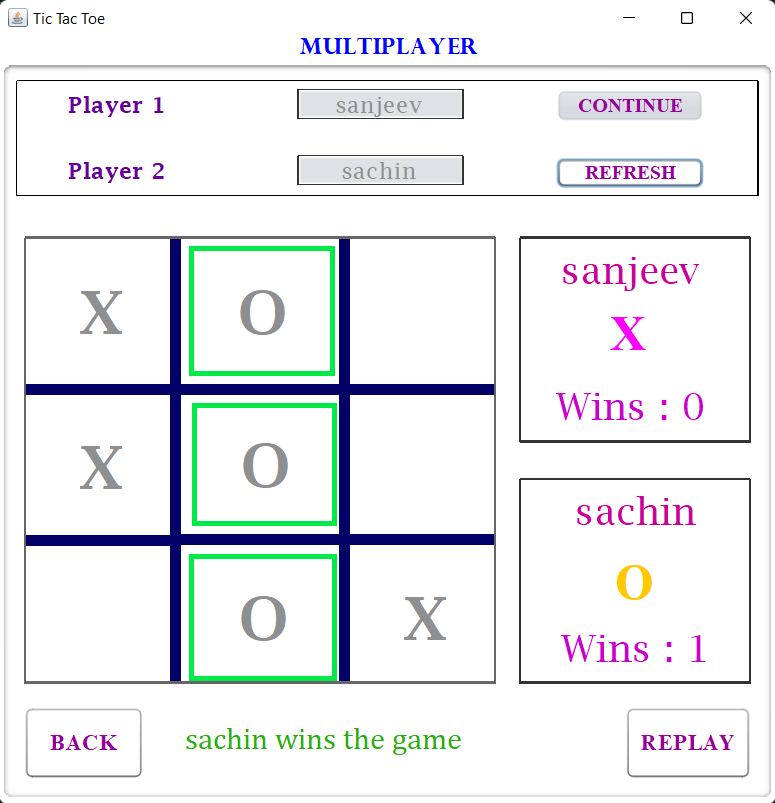 Tic Tac Toe
MULTIPLAYER
Player 1 sanjeev CONTINUE
Player 2 sachin REFRESH
X O
X O
O X
sanjeev
X
Wins : 0
sachin
O
Wins : 1
BACK sachin wins the game REPLAY